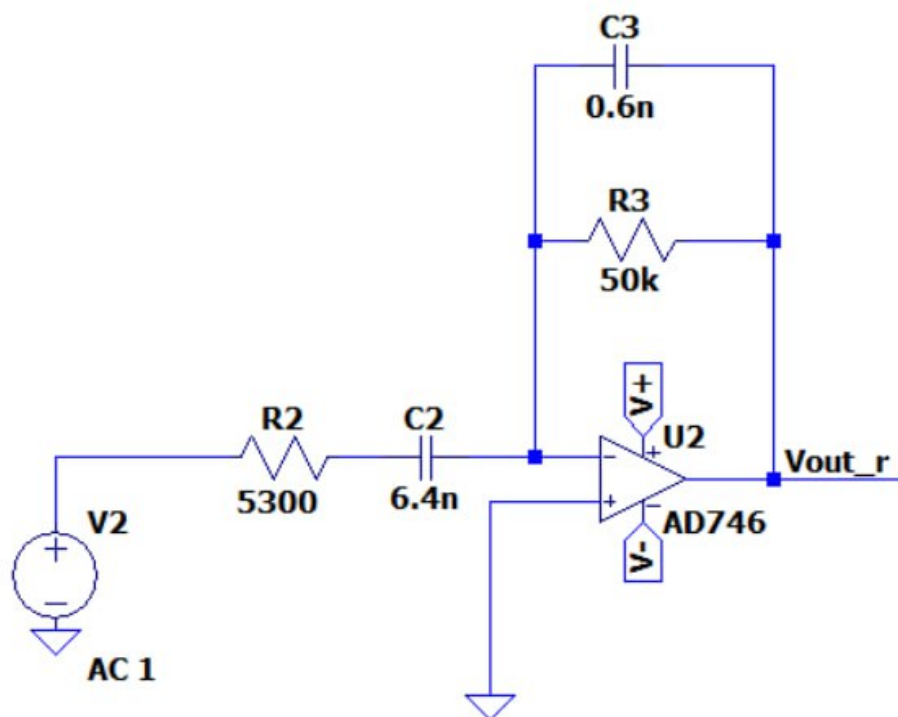 C3
0.6n
R3
50k
R2
5300
C2
6.4n
V+
U2
Vout_r
AD746
V-
V2
AC 1